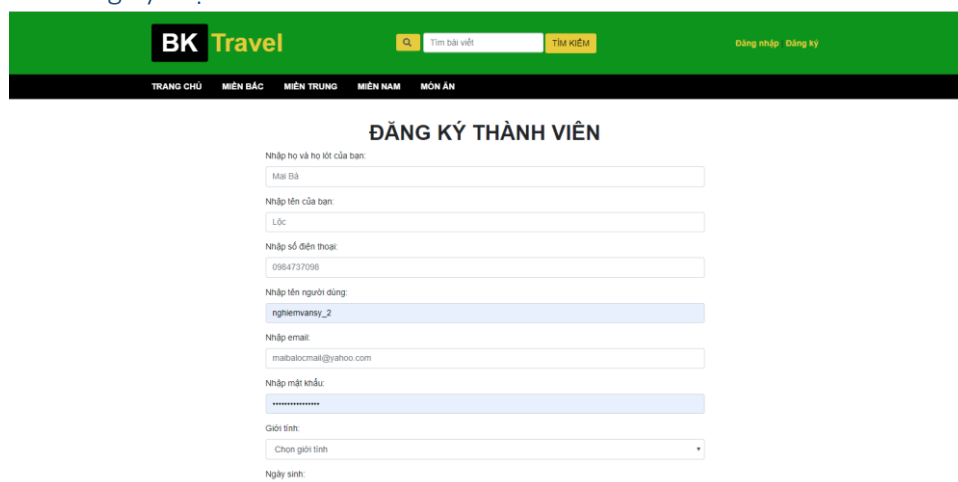 BK Travel Tìm bài viết TÌM KIẾM Đăng nhập Đăng ký
TRANG CHỦ MIỀN BẮC MIỀN TRUNG MIỀN NAM MÓN ĂN
ĐĂNG KÝ THÀNH VIÊN
Nhập họ và họ lót của bạn:
Mai Bá
Nhập tên của bạn:
Lộc
Nhập số điện thoại:
0984737098
Nhập tên người dùng:
nghiemvansy_2
Nhập email:
maibalocmail@yahoo.com
Nhập mật khẩu:
•••••••••••••••
Giới tính:
Chọn giới tính
Ngày sinh: